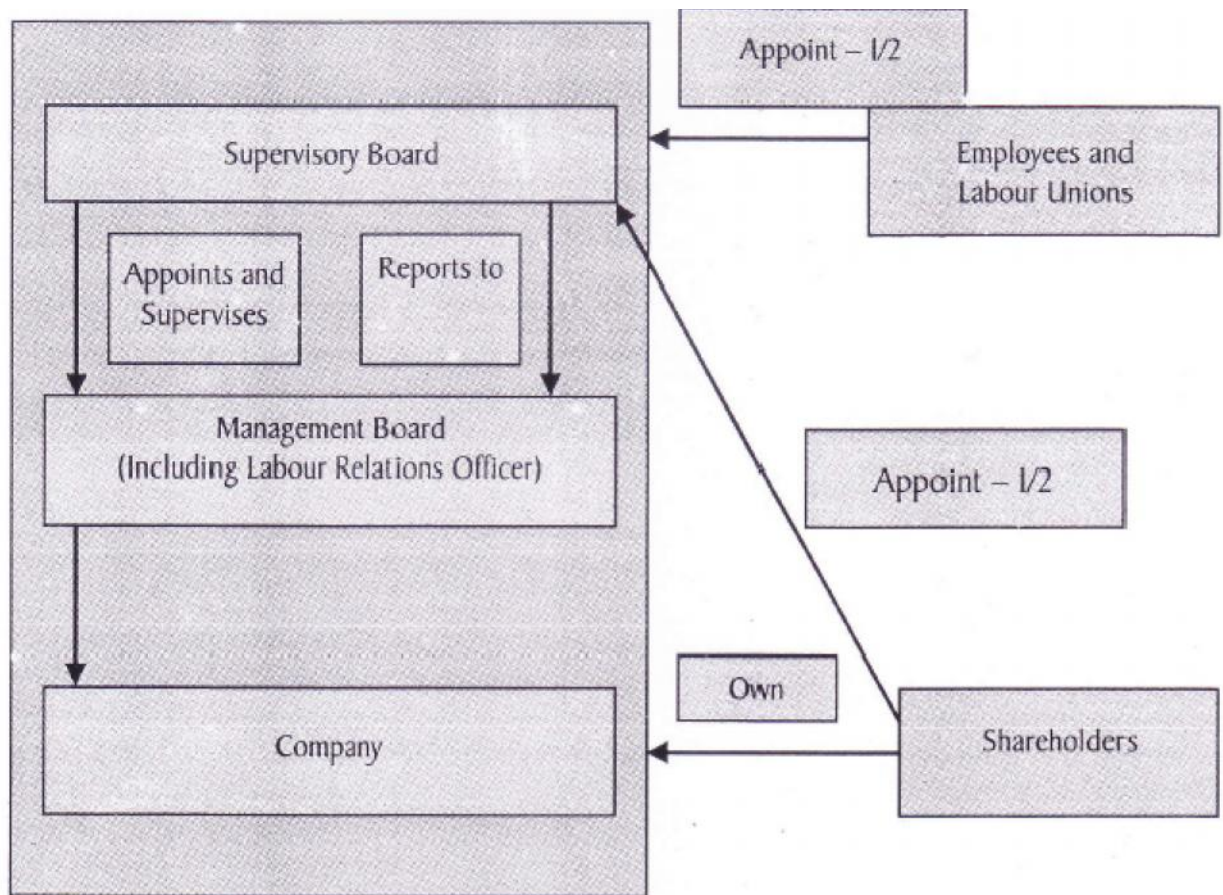 Appoint – 1/2
Supervisory Board
Employees and
Labour Unions
Appoints and
Supervises
Reports to
Management Board
(Including Labour Relations Officer)
Appoint – 1/2
Own
Company
Shareholders